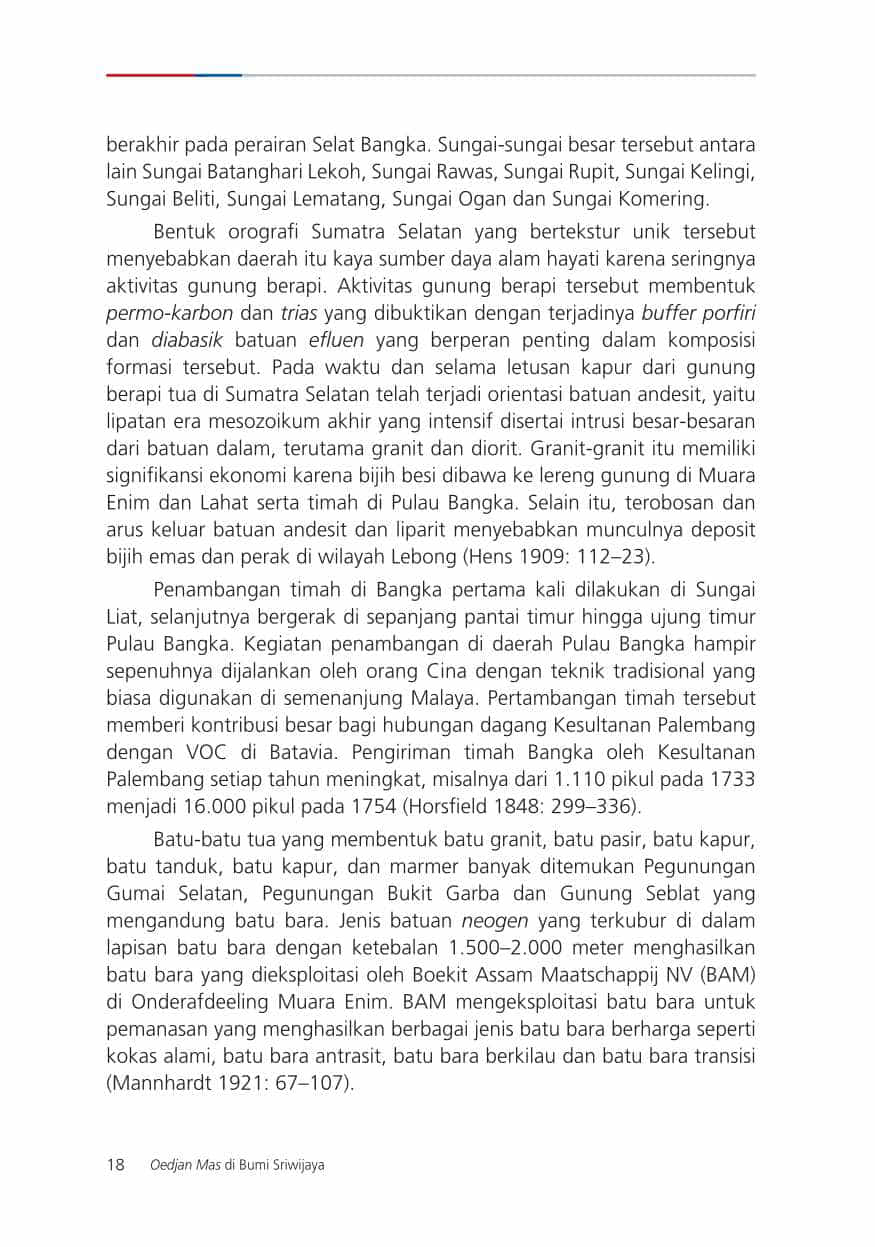 berakhir pada perairan Selat Bangka. Sungai-sungai besar tersebut antara
lain Sungai Batanghari Lekoh, Sungai Rawas, Sungai Rupit, Sungai Kelingi,
Sungai Beliti, Sungai Lematang, Sungai Ogan dan Sungai Komering.
Bentuk orografi Sumatra Selatan yang bertekstur unik tersebut
menyebabkan daerah itu kaya sumber daya alam hayati karena seringnya
aktivitas gunung berapi. Aktivitas gunung berapi tersebut membentuk
permo-karbon dan trias yang dibuktikan dengan terjadinya buffer porfiri
dan diabasik batuan efluen yang berperan penting dalam komposisi
formasi tersebut. Pada waktu dan selama letusan kapur dari gunung
berapi tua di Sumatra Selatan telah terjadi orientasi batuan andesit, yaitu
lipatan era mesozoikum akhir yang intensif disertai intrusi besar-besaran
dari batuan dalam, terutama granit dan diorit. Granit-granit itu memiliki
signifikansi ekonomi karena bijih besi dibawa ke lereng gunung di Muara
Enim dan Lahat serta timah di Pulau Bangka. Selain itu, terobosan dan
arus keluar batuan andesit dan liparit menyebabkan munculnya deposit
bijih emas dan perak di wilayah Lebong (Hens 1909: 112–23).
Penambangan timah di Bangka pertama kali dilakukan di Sungai
Liat, selanjutnya bergerak di sepanjang pantai timur hingga ujung timur
Pulau Bangka. Kegiatan penambangan di daerah Pulau Bangka hampir
sepenuhnya dijalankan oleh orang Cina dengan teknik tradisional yang
biasa digunakan di semenanjung Malaya. Pertambangan timah tersebut
memberi kontribusi besar bagi hubungan dagang Kesultanan Palembang
dengan VOC di Batavia. Pengiriman timah Bangka oleh Kesultanan
Palembang setiap tahun meningkat, misalnya dari 1.110 pikul pada 1733
menjadi 16.000 pikul pada 1754 (Horsfield 1848: 299–336).
Batu-batu tua yang membentuk batu granit, batu pasir, batu kapur,
batu tanduk, batu kapur, dan marmer banyak ditemukan Pegunungan
Gumai Selatan, Pegunungan Bukit Garba dan Gunung Seblat yang
mengandung batu bara. Jenis batuan neogen yang terkubur di dalam
lapisan batu bara dengan ketebalan 1.500–2.000 meter menghasilkan
batu bara yang dieksploitasi oleh Boekit Assam Maatschappij NV (BAM)
di Onderafdeeling Muara Enim. BAM mengeksploitasi batu bara untuk
pemanasan yang menghasilkan berbagai jenis batu bara berharga seperti
kokas alami, batu bara antrasit, batu bara berkilau dan batu bara transisi
(Mannhardt 1921: 67–107).
18 Oedjan Mas di Bumi Sriwijaya